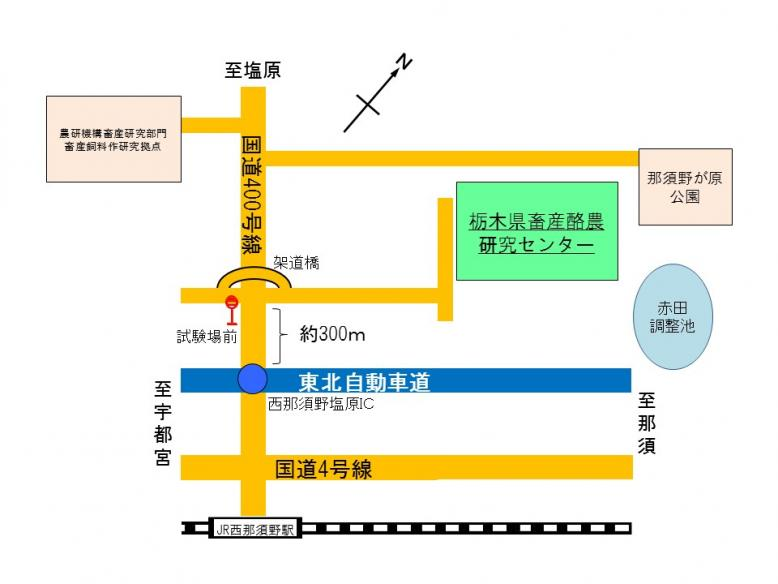 至塩原
N
農研機構畜産研究部門
畜産飼料作研究拠点
国道400号線
那須野が原
公園
栃木県畜産酪農
研究センター
架道橋
赤田
調整池
試験場前
約300m
東北自動車道
西那須野塩原IC
至宇都宮
至那須
国道4号線
JR西那須野駅